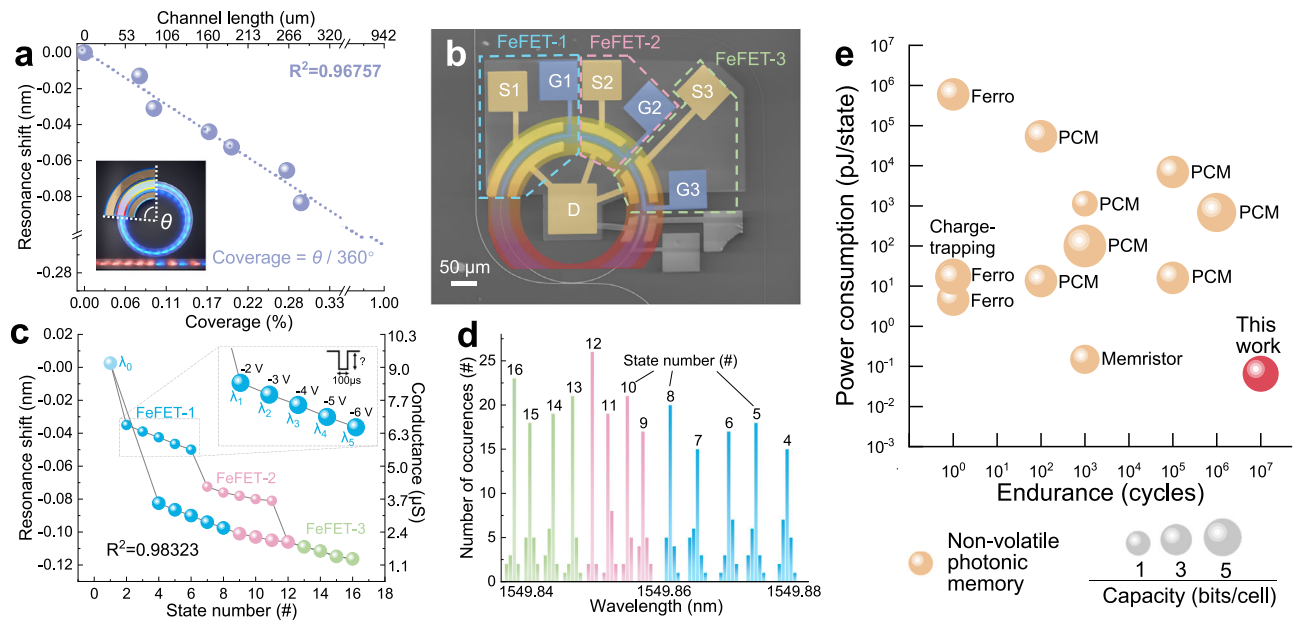 Channel length (um)
0 53 106 160 213 266 320 942
a
0.00
-0.02
-0.04
-0.06
-0.08
-0.28
Resonance shift (nm)
R²=0.96757
θ
Coverage = θ / 360°
0.00 0.06 0.11 0.17 0.22 0.28 0.33 1.00
Coverage (%)
b
FeFET-1
FeFET-2
FeFET-3
S1
G1
S2
G2
S3
G3
D
50 µm
c
0.02
-0.00
-0.02
-0.04
-0.06
-0.08
-0.10
-0.12
Resonance shift (nm)
10.3
9.0
7.7
6.3
5.0
3.7
2.4
1.1
Conductance (µS)
λ0
-2 V
-3 V
-4 V
-5 V
-6 V
λ1
λ2
λ3
λ4
λ5
?
100µs
FeFET-1
FeFET-2
FeFET-3
R²=0.98323
0 2 4 6 8 10 12 14 16 18
State number (#)
d
Number of occurences (#)
25
20
15
10
5
0
State number (#)
16
15
14
13
12
11
10
9
8
7
6
5
4
1549.84 1549.86 1549.88
Wavelength (nm)
e
Power consumption (pJ/state)
10⁷
10⁶
10⁵
10⁴
10³
10²
10¹
10⁰
10⁻¹
10⁻²
10⁻³
Ferro
PCM
PCM
PCM
PCM
Charge-
trapping
PCM
Ferro
PCM
PCM
Ferro
Memristor
This
work
10⁰ 10¹ 10² 10³ 10⁴ 10⁵ 10⁶ 10⁷
Endurance (cycles)
Non-volatile
photonic
memory
1 3 5
Capacity (bits/cell)